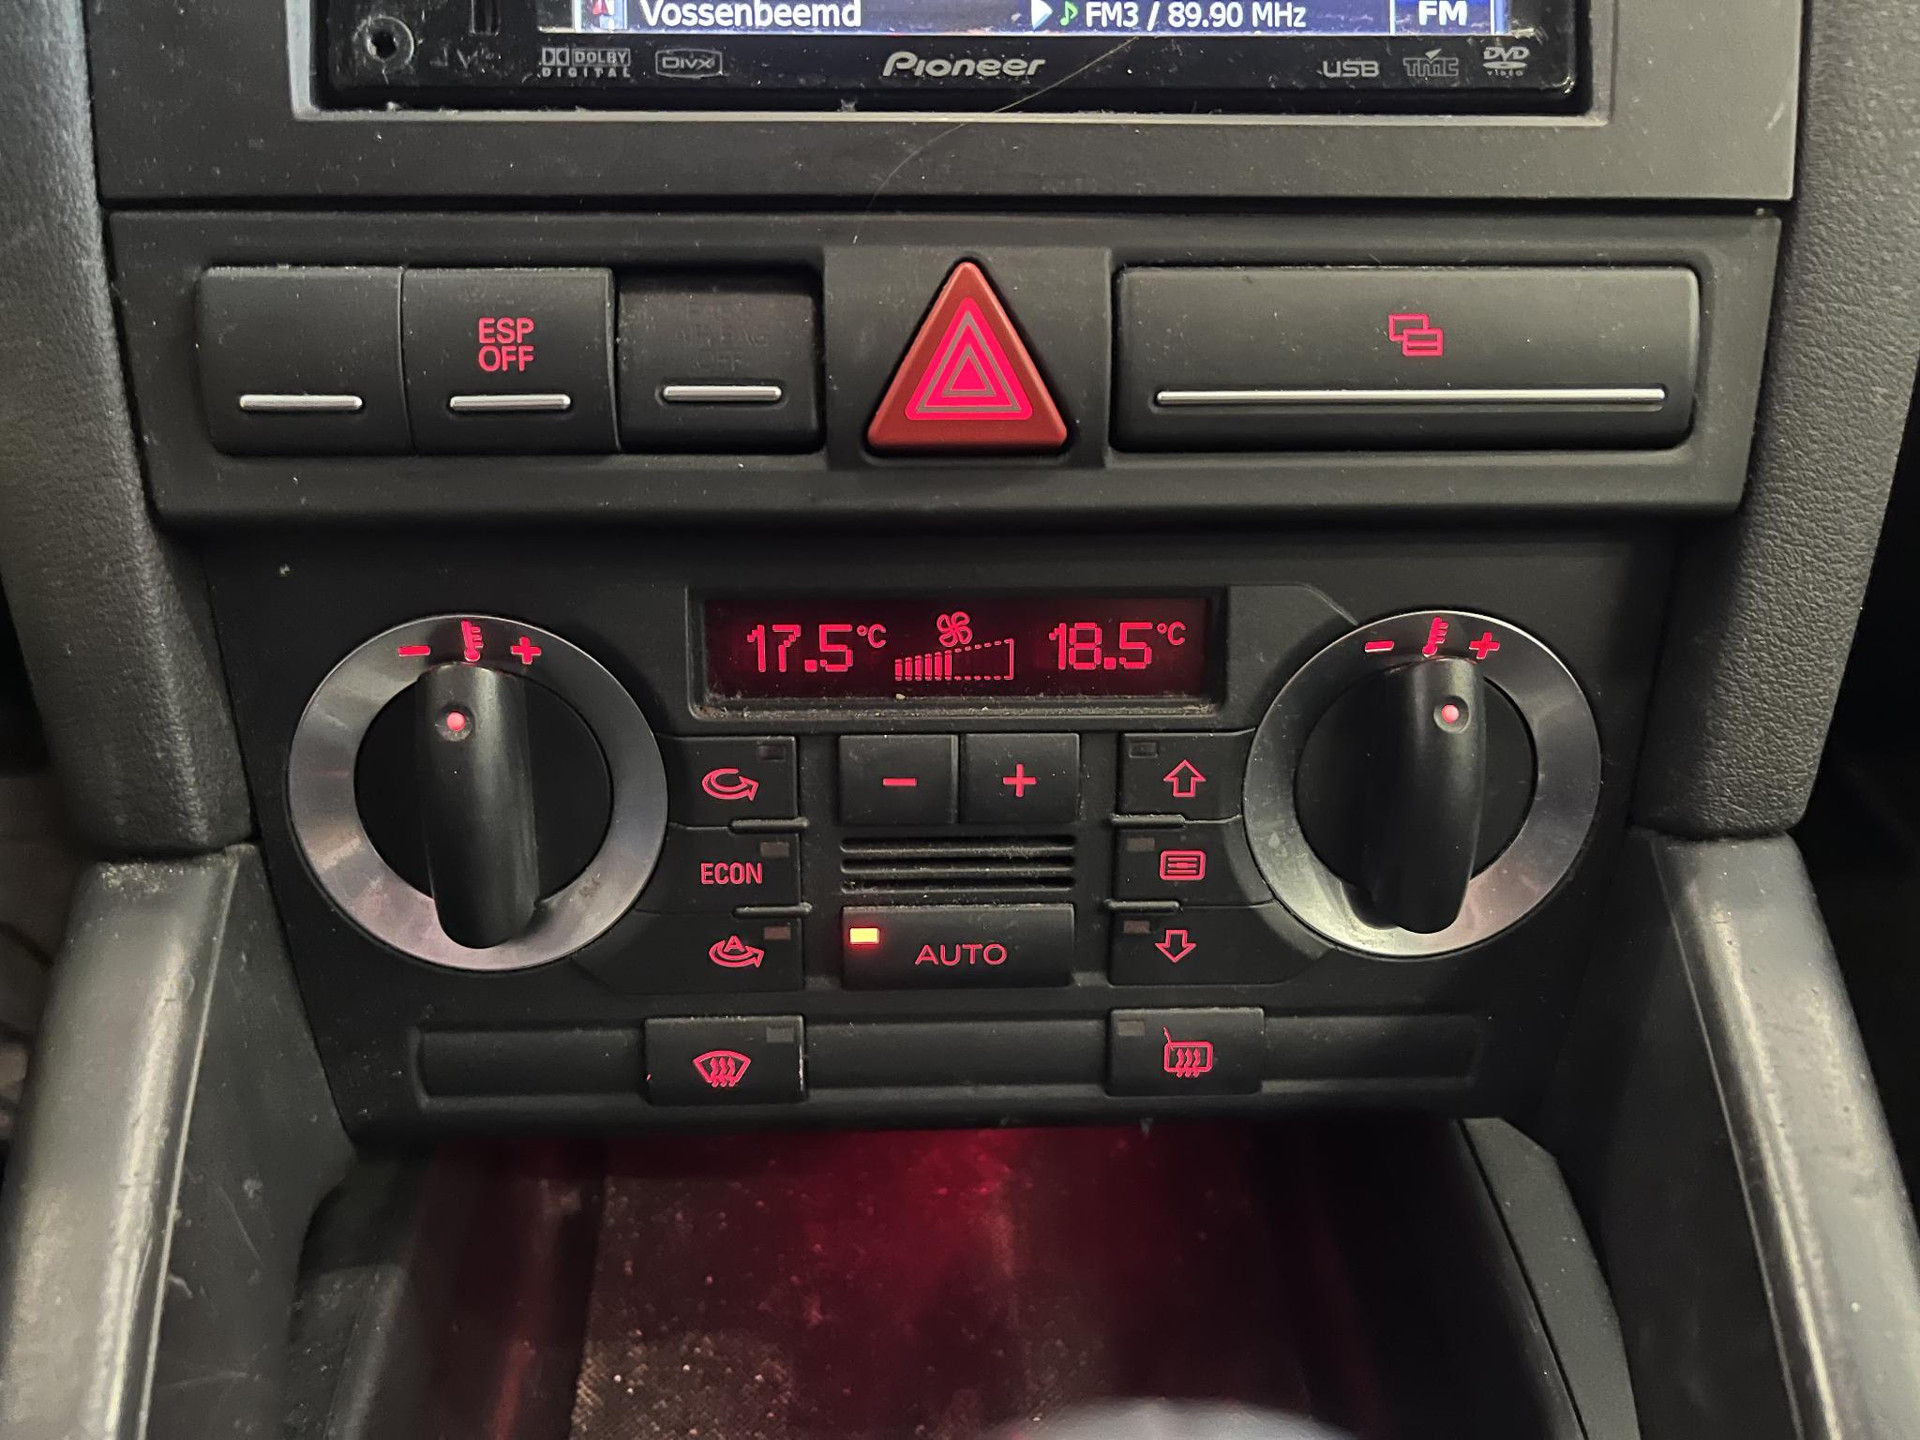 Vossenbeemd
FM3 / 89.90 MHz
FM
DOLBY
DIGITAL
DivX
Pioneer
USB
TMC
DVD
VIDEO
ESP
OFF
17.5°C
18.5°C
- +
- +
- +
ECON
A
AUTO